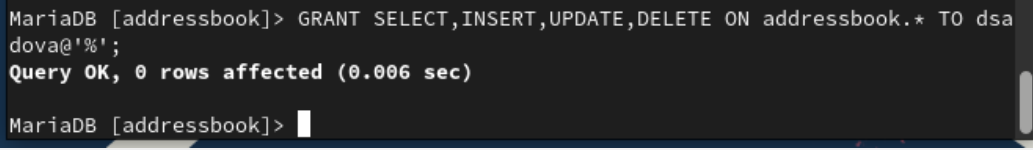 MariaDB [addressbook]> GRANT SELECT,INSERT,UPDATE,DELETE ON addressbook.* TO dsa
dova@'%';
Query OK, 0 rows affected (0.006 sec)
MariaDB [addressbook]>